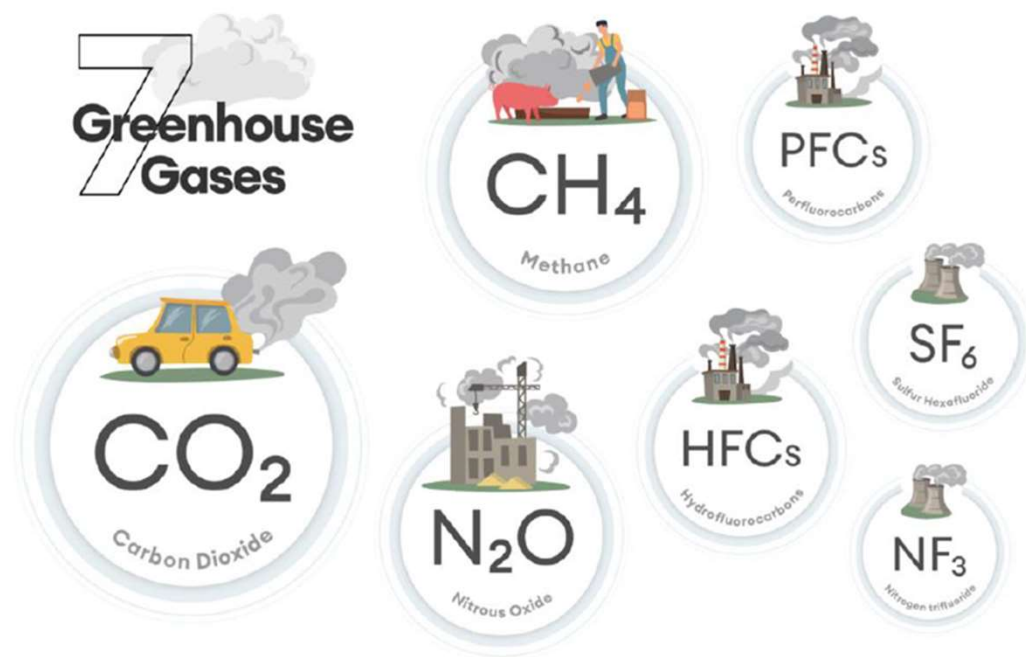 7
Greenhouse
Gases
CH₄
Methane
PFCs
Perfluorocarbons
CO₂
Carbon Dioxide
N₂O
Nitrous Oxide
HFCs
Hydrofluorocarbons
SF₆
Sulfur Hexafluoride
NF₃
Nitrogen trifluoride